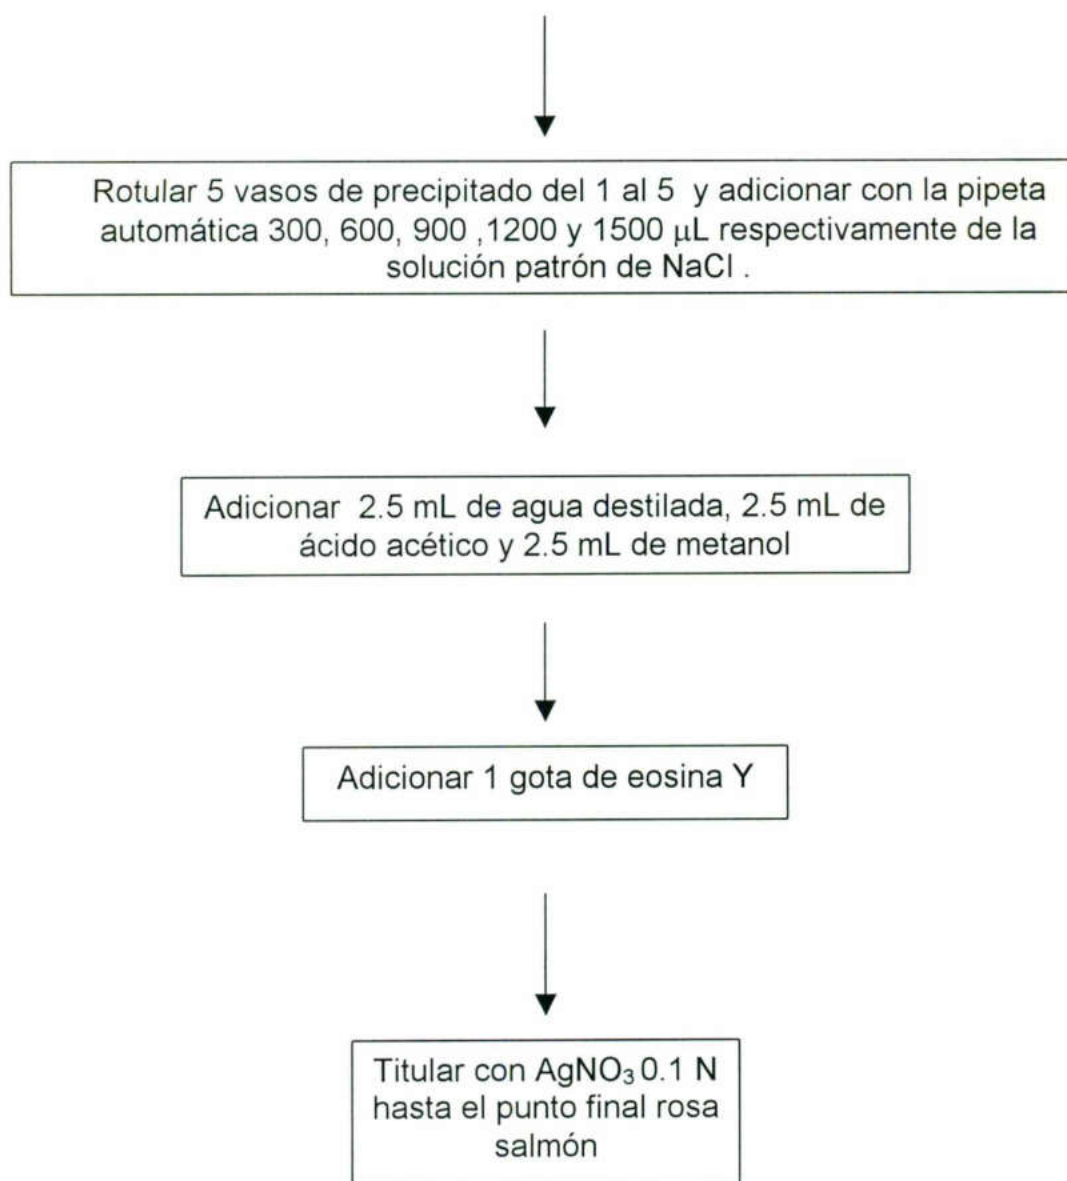 Rotular 5 vasos de precipitado del 1 al 5 y adicionar con la pipeta
automática 300, 600, 900 ,1200 y 1500 μL respectivamente de la
solución patrón de NaCl .
Adicionar 2.5 mL de agua destilada, 2.5 mL de
ácido acético y 2.5 mL de metanol
Adicionar 1 gota de eosina Y
Titular con AgNO₃ 0.1 N
hasta el punto final rosa
salmón